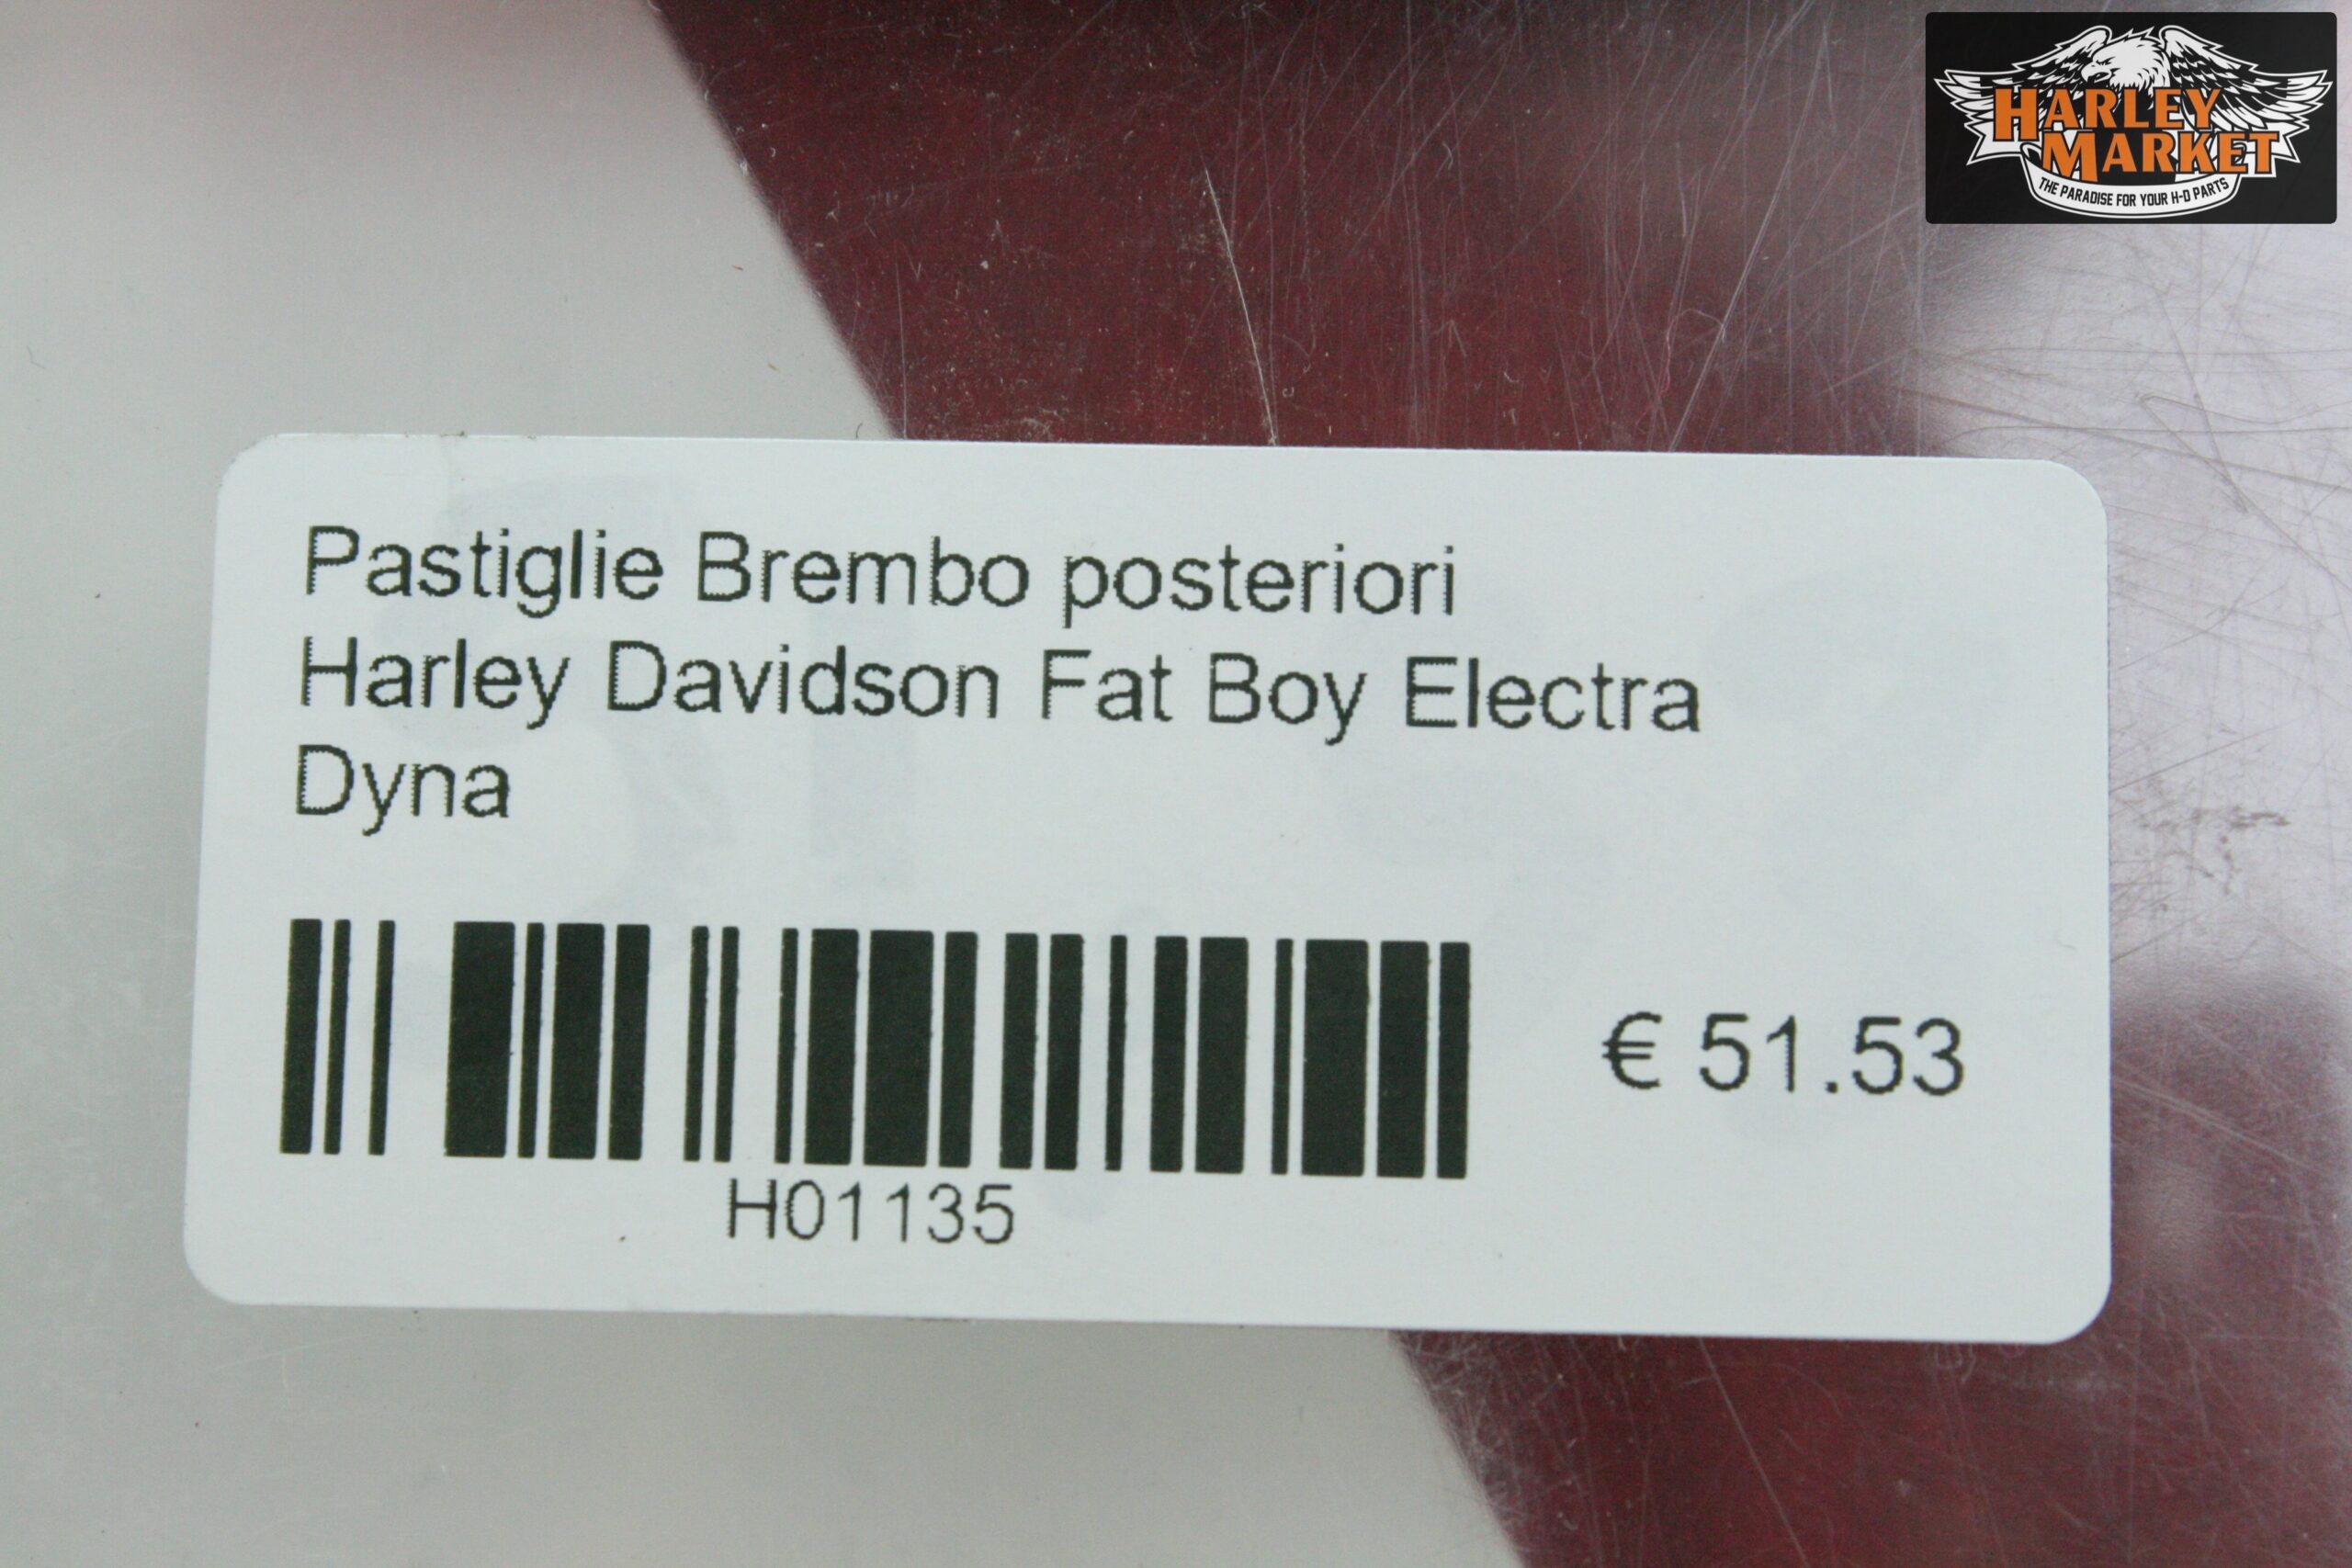 HARLEY
MARKET
THE PARADISE FOR YOUR H-D PARTS
Pastiglie Brembo posteriori
Harley Davidson Fat Boy Electra
Dyna
€ 51.53
H01135